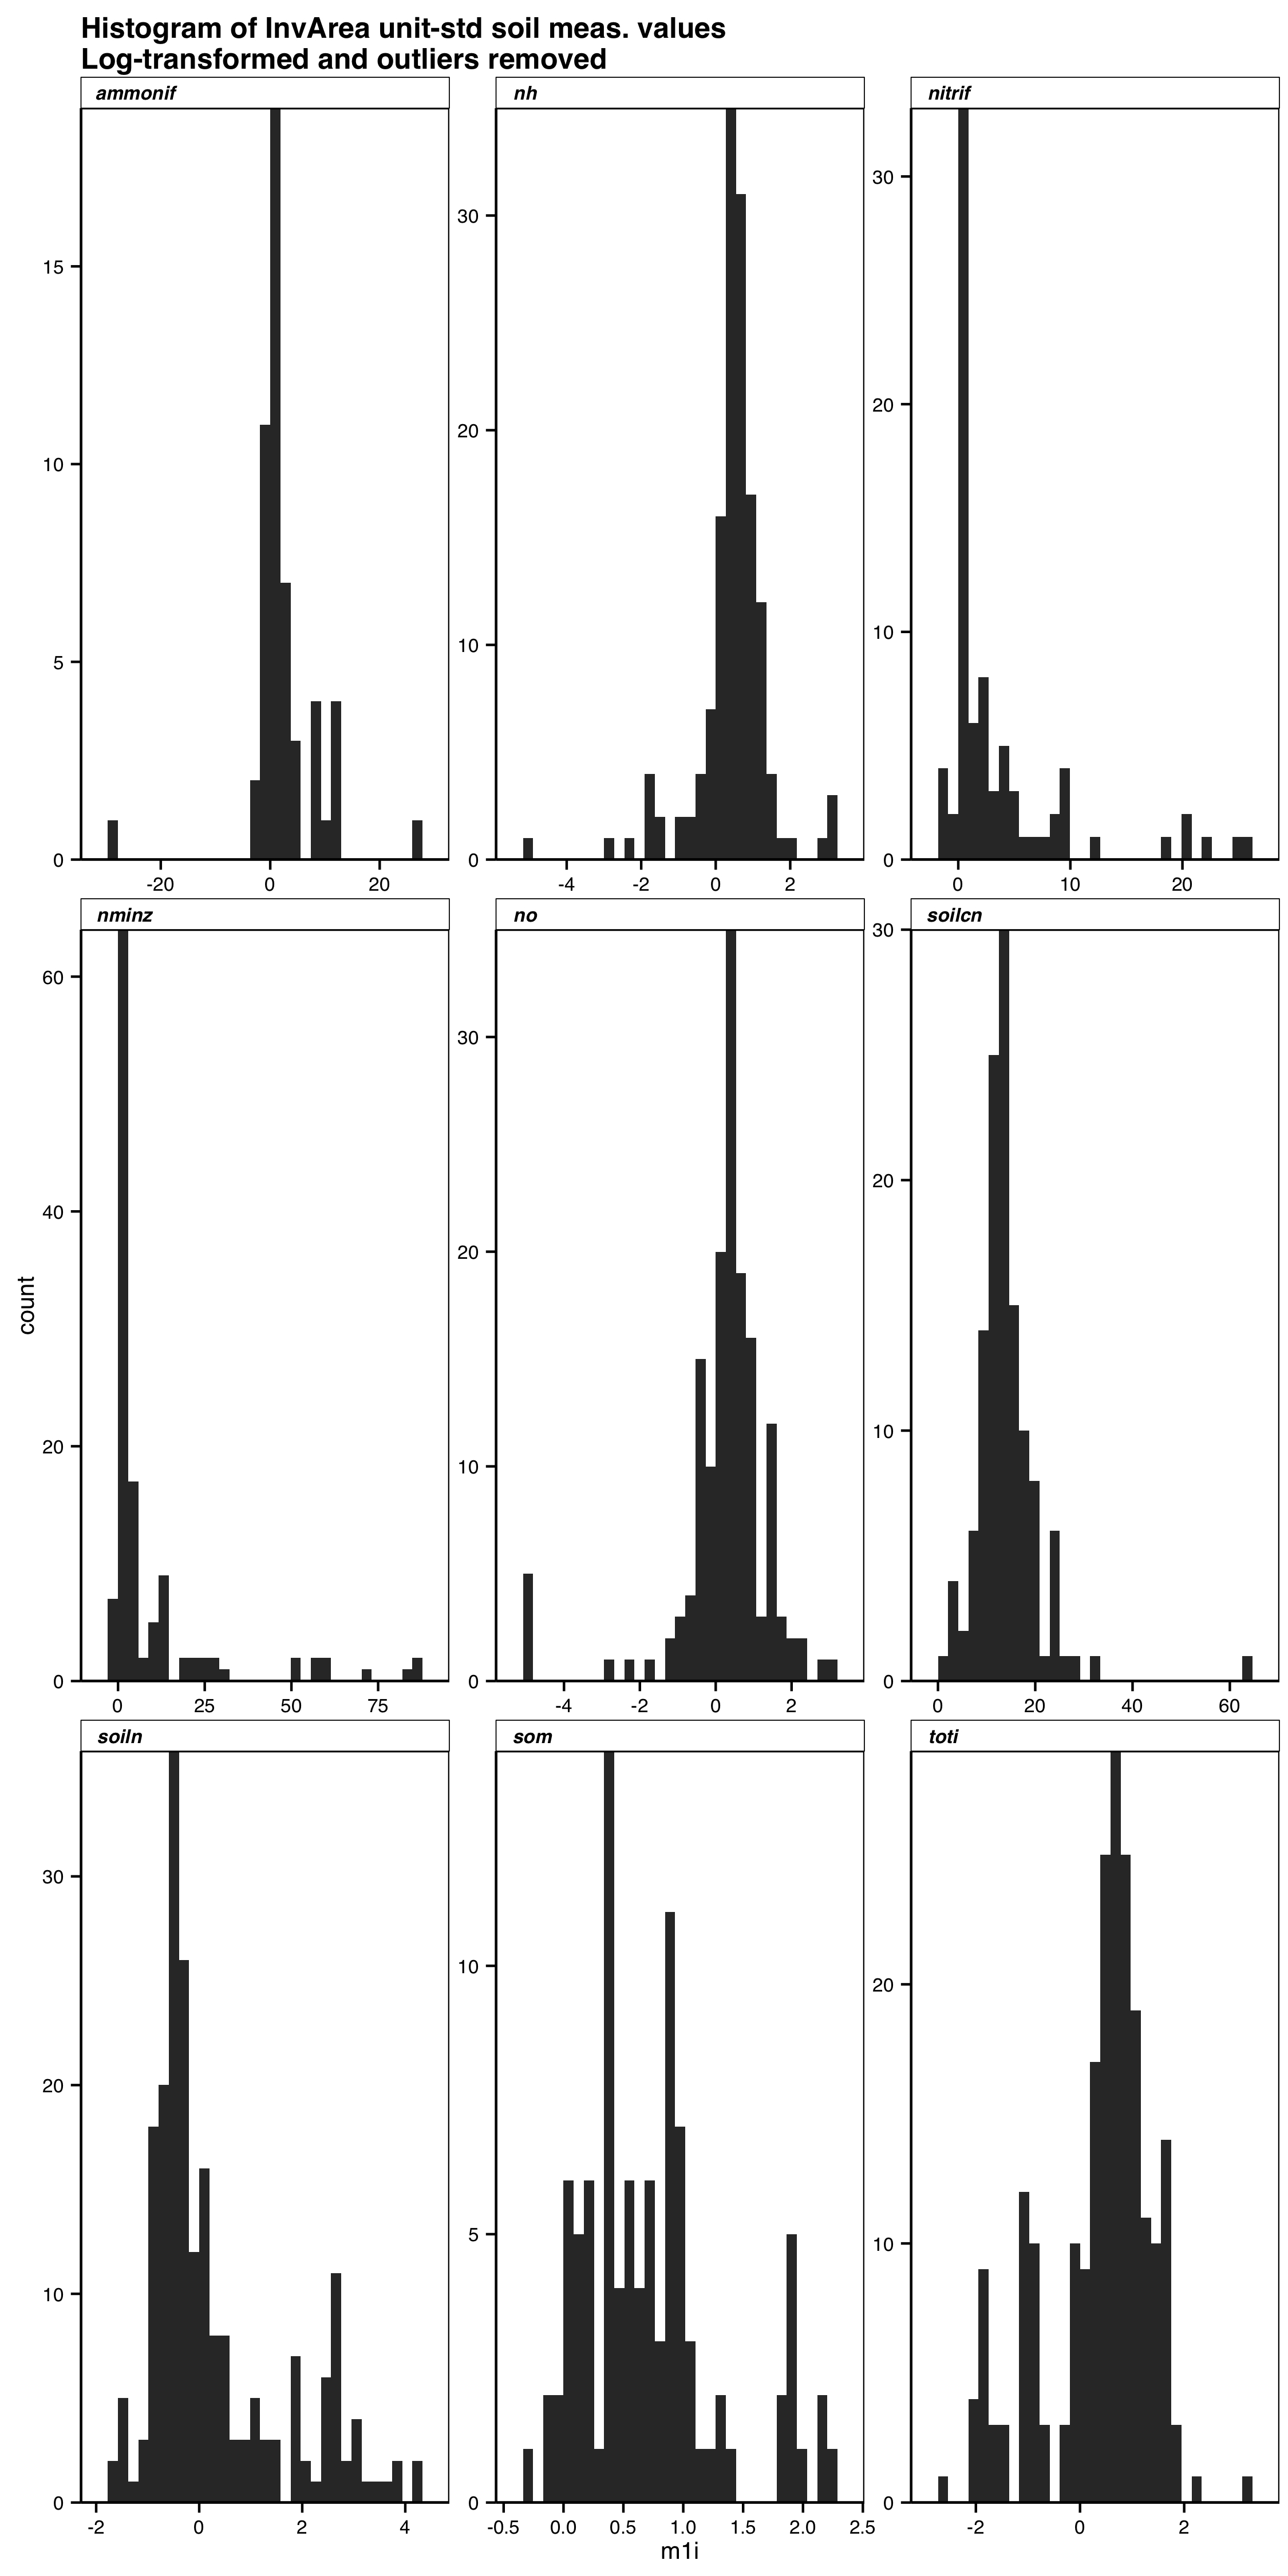 Histogram of InvArea unit-std soil meas. values
Log-transformed and outliers removed
ammonif
nh
nitrif
15
10
5
0
30
20
10
0
30
20
10
0
-20 0 20
-4 -2 0 2
0 10 20
nminz
no
soilcn
60
40
20
0
30
20
10
0
30
20
10
0
0 25 50 75
-4 -2 0 2
0 20 40 60
count
soiln
som
toti
30
20
10
0
10
5
0
20
10
0
-2 0 2 4
-0.5 0.0 0.5 1.0 1.5 2.0 2.5
-2 0 2
m1i